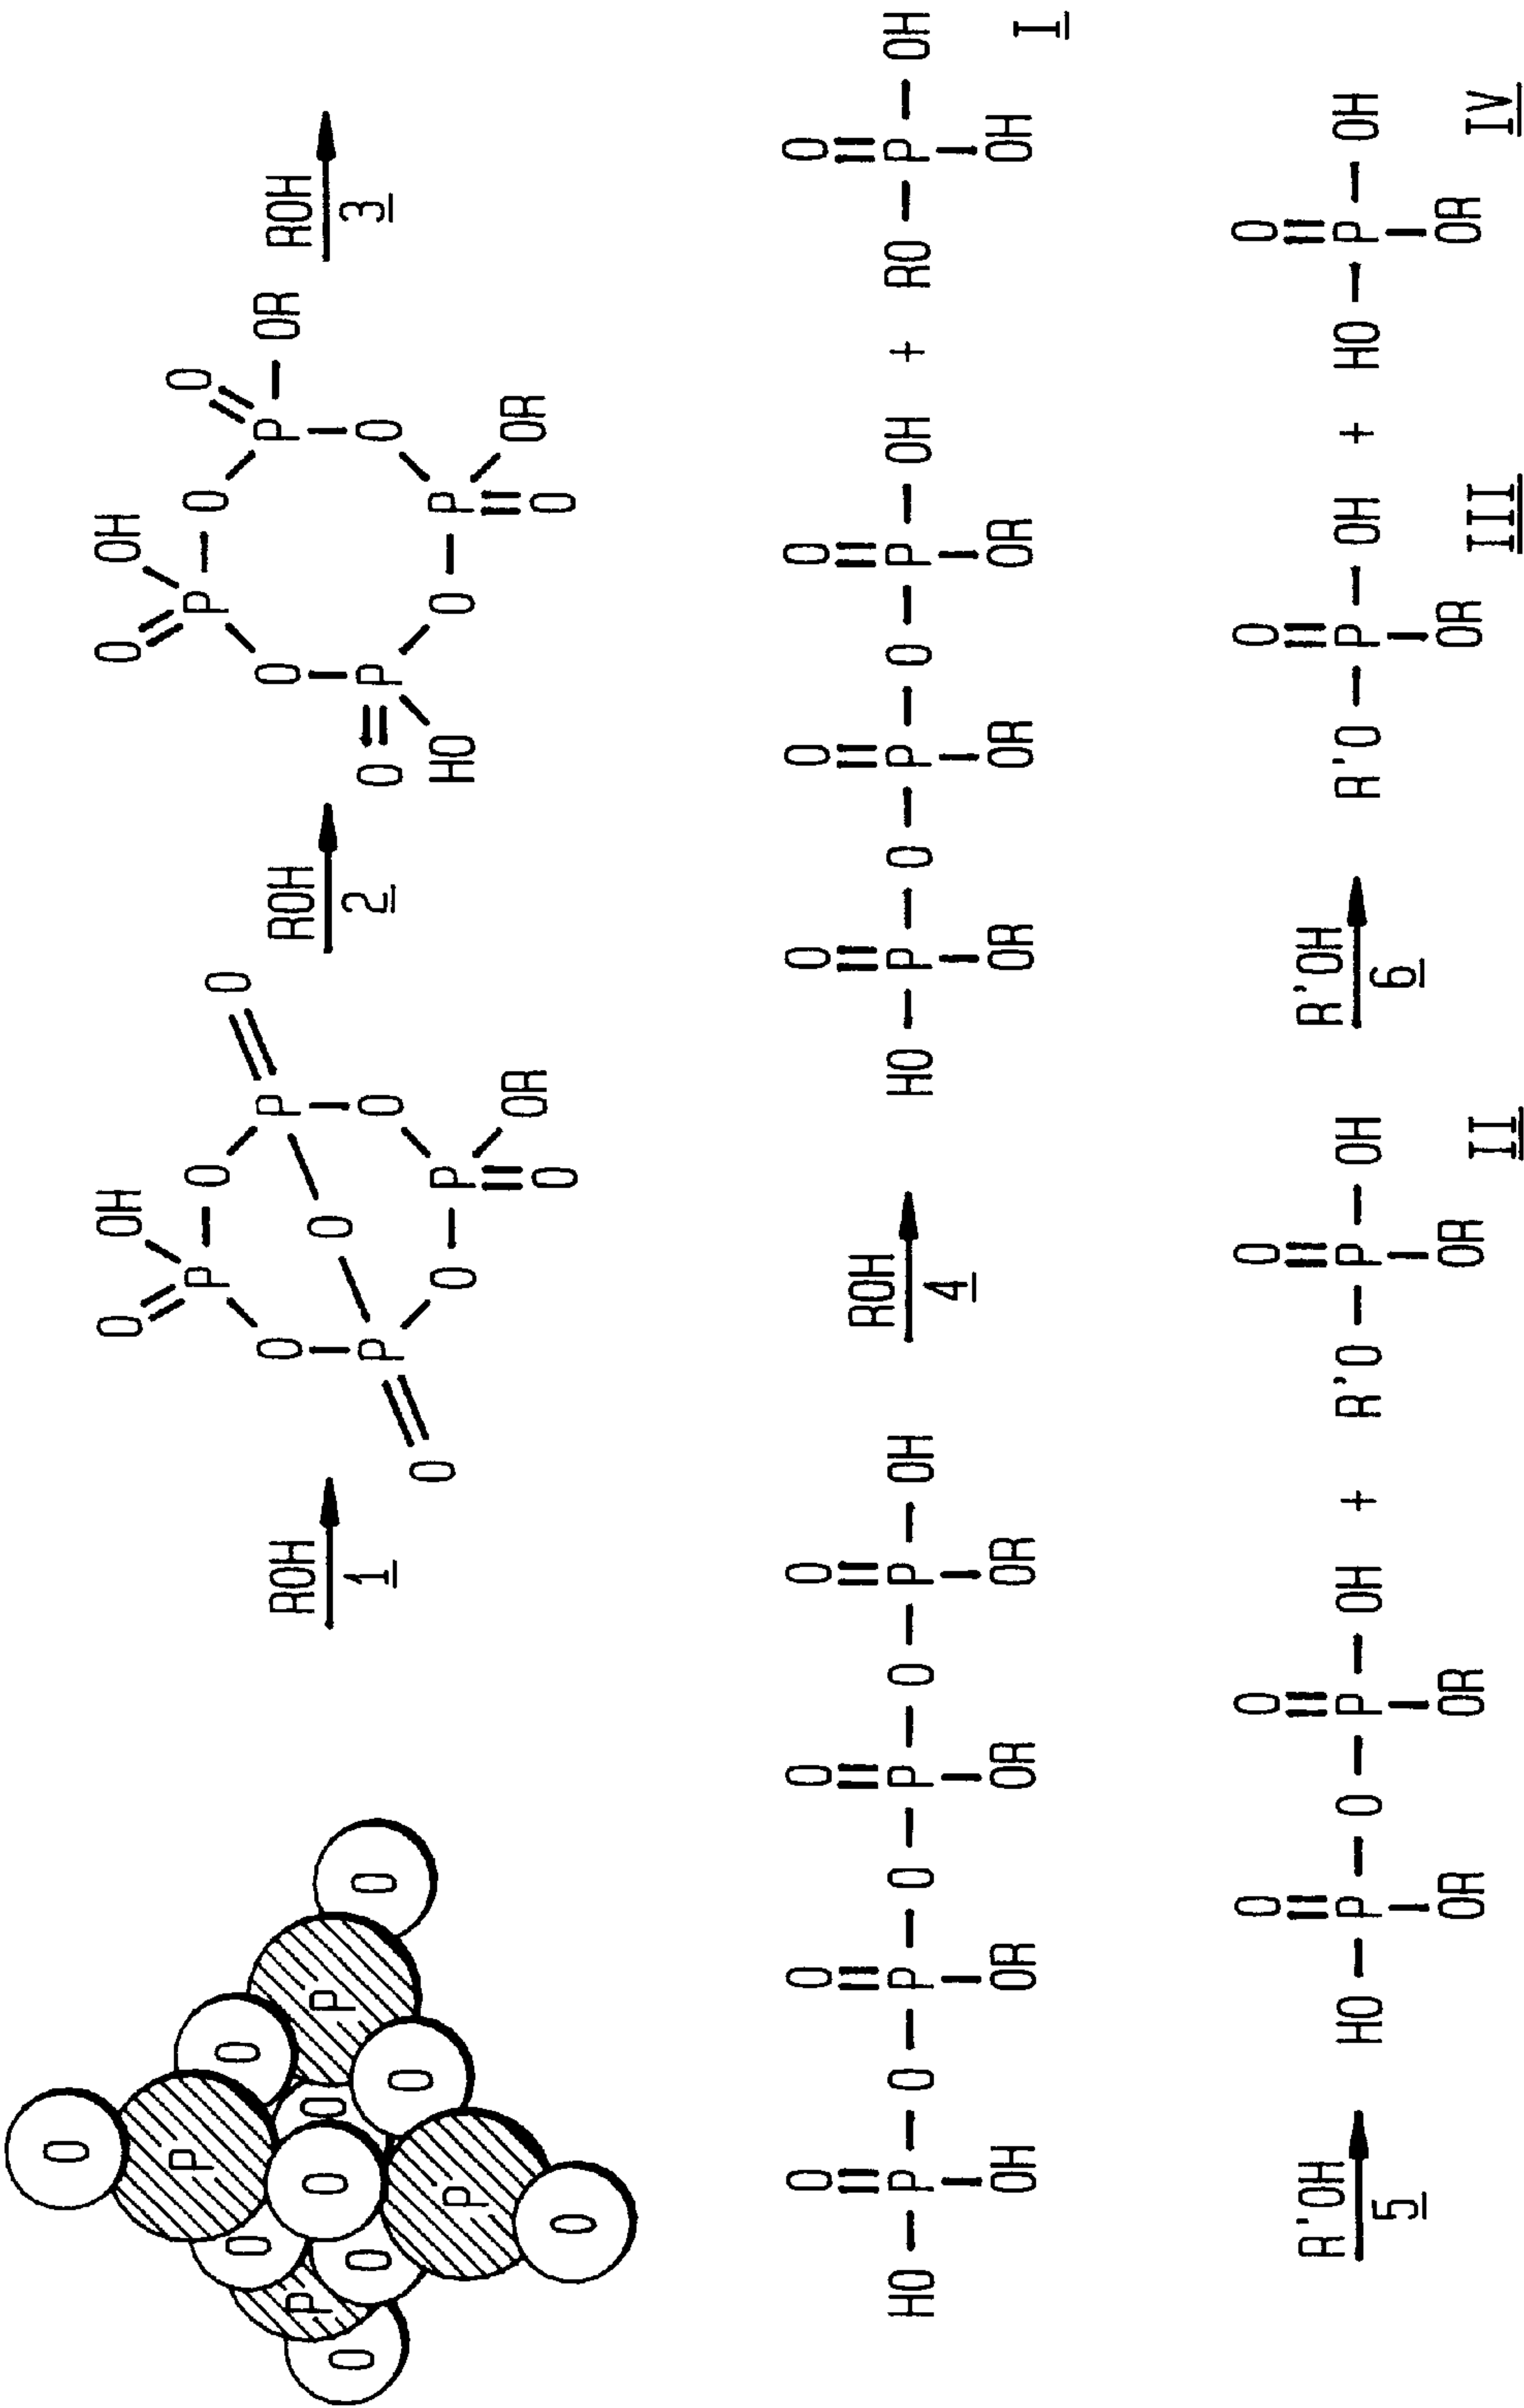 O
O OH O OH
P P O O P O
O O
O ROH O P ROH O P OR ROH
P P
O O O
O O O 1 P O 2 O P O 3
O O
P O P HO O P
OR OR
O O O
O O O O O O O O
HO P O P O P O P OH ROH HO P O P O P OH + RO P OH
OH OR OR OR 4 OR OR OR OH
I
O O O O O
R'OH HO P O P OH + R'O P OH R'OH R'O P OH + HO P OH
5 OR OR OR 6 OR OR
II III IV